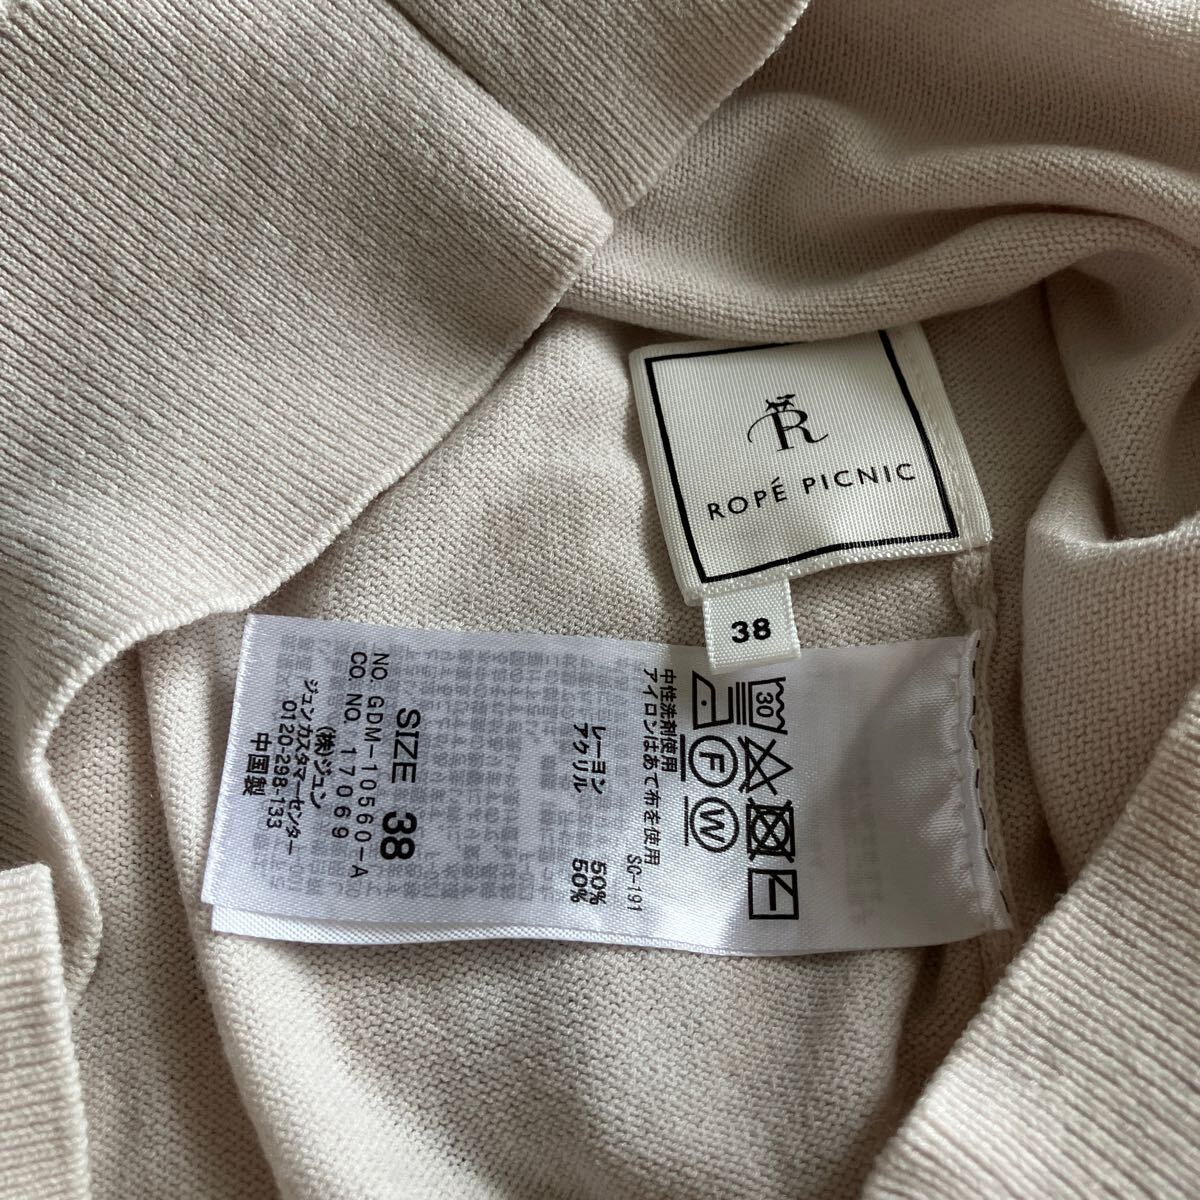 R
ROPÉ PICNIC
38
30
F
W
中性洗剤使用
アイロンはあて布を使用
SC-191
レーヨン 50%
アクリル 50%
SIZE 38
NO. GDM-10560-A
CO. NO. 17069
(株)ジュン
ジュンカスタマーセンター
0120-298-133
中国製